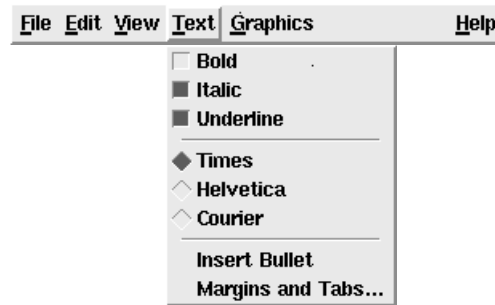 File Edit View Text Graphics Help
Bold
Italic
Underline
Times
Helvetica
Courier
Insert Bullet
Margins and Tabs...